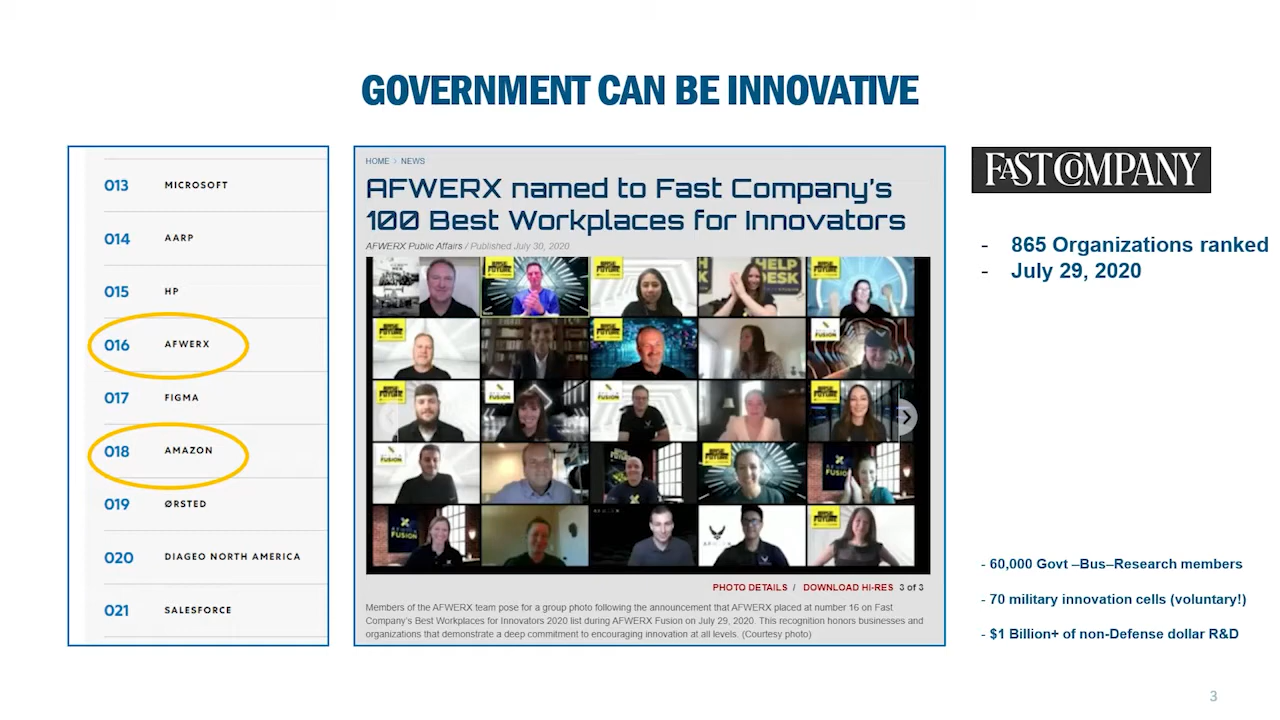 GOVERNMENT CAN BE INNOVATIVE
013 MICROSOFT
014 AARP
015 HP
016 AFWERX
017 FIGMA
018 AMAZON
019 ØRSTED
020 DIAGEO NORTH AMERICA
021 SALESFORCE
HOME > NEWS
AFWERX named to Fast Company's
100 Best Workplaces for Innovators
AFWERX Public Affairs / Published July 30, 2020
HELP
DESK
FUSION
FUSION
FUSION
FUSION
PHOTO DETAILS / DOWNLOAD HI-RES 3 of 3
Members of the AFWERX team pose for a group photo following the announcement that AFWERX placed at number 16 on Fast
Company's Best Workplaces for Innovators 2020 list during AFWERX Fusion on July 29, 2020. This recognition honors businesses and
organizations that demonstrate a deep commitment to encouraging innovation at all levels. (Courtesy photo)
FAST COMPANY
- 865 Organizations ranked
- July 29, 2020
- 60,000 Govt –Bus–Research members
- 70 military innovation cells (voluntary!)
- $1 Billion+ of non-Defense dollar R&D
3